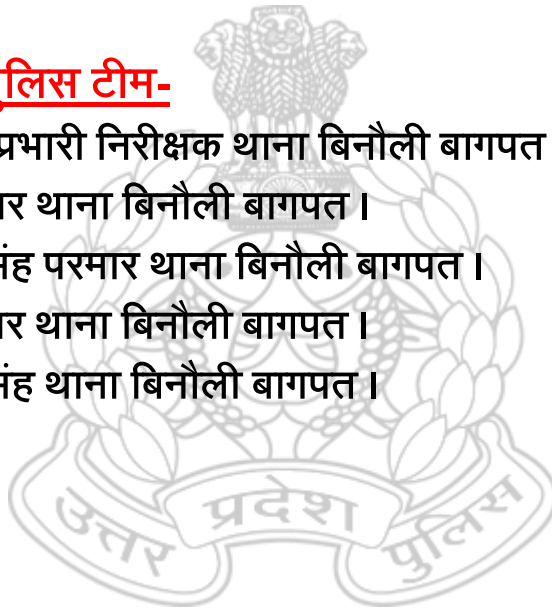 पुलिस टीम-
प्रभारी निरीक्षक थाना बिनौली बागपत
थाना बिनौली बागपत ।
परमार थाना बिनौली बागपत ।
थाना बिनौली बागपत ।
थाना बिनौली बागपत ।
उत्तर प्रदेश पुलिस